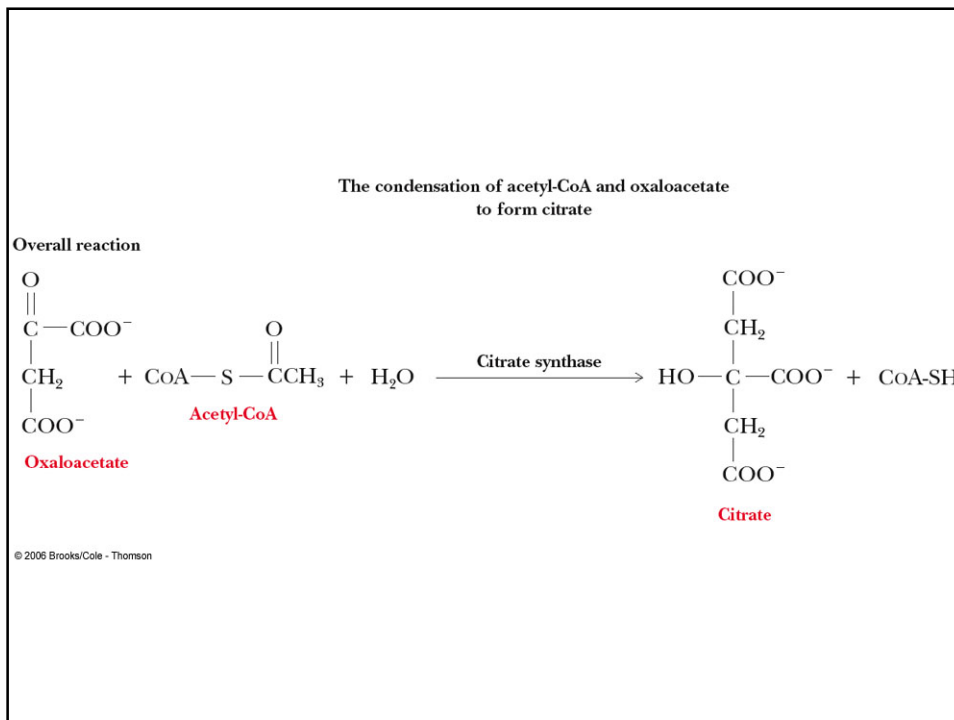 The condensation of acetyl-CoA and oxaloacetate
to form citrate
Overall reaction
O
C—COO⁻
CH₂
COO⁻
Oxaloacetate
+ CoA—S—CCH₃ + H₂O
O
Acetyl-CoA
Citrate synthase
COO⁻
CH₂
HO—C—COO⁻ + CoA-SH
CH₂
COO⁻
Citrate
© 2006 Brooks/Cole - Thomson